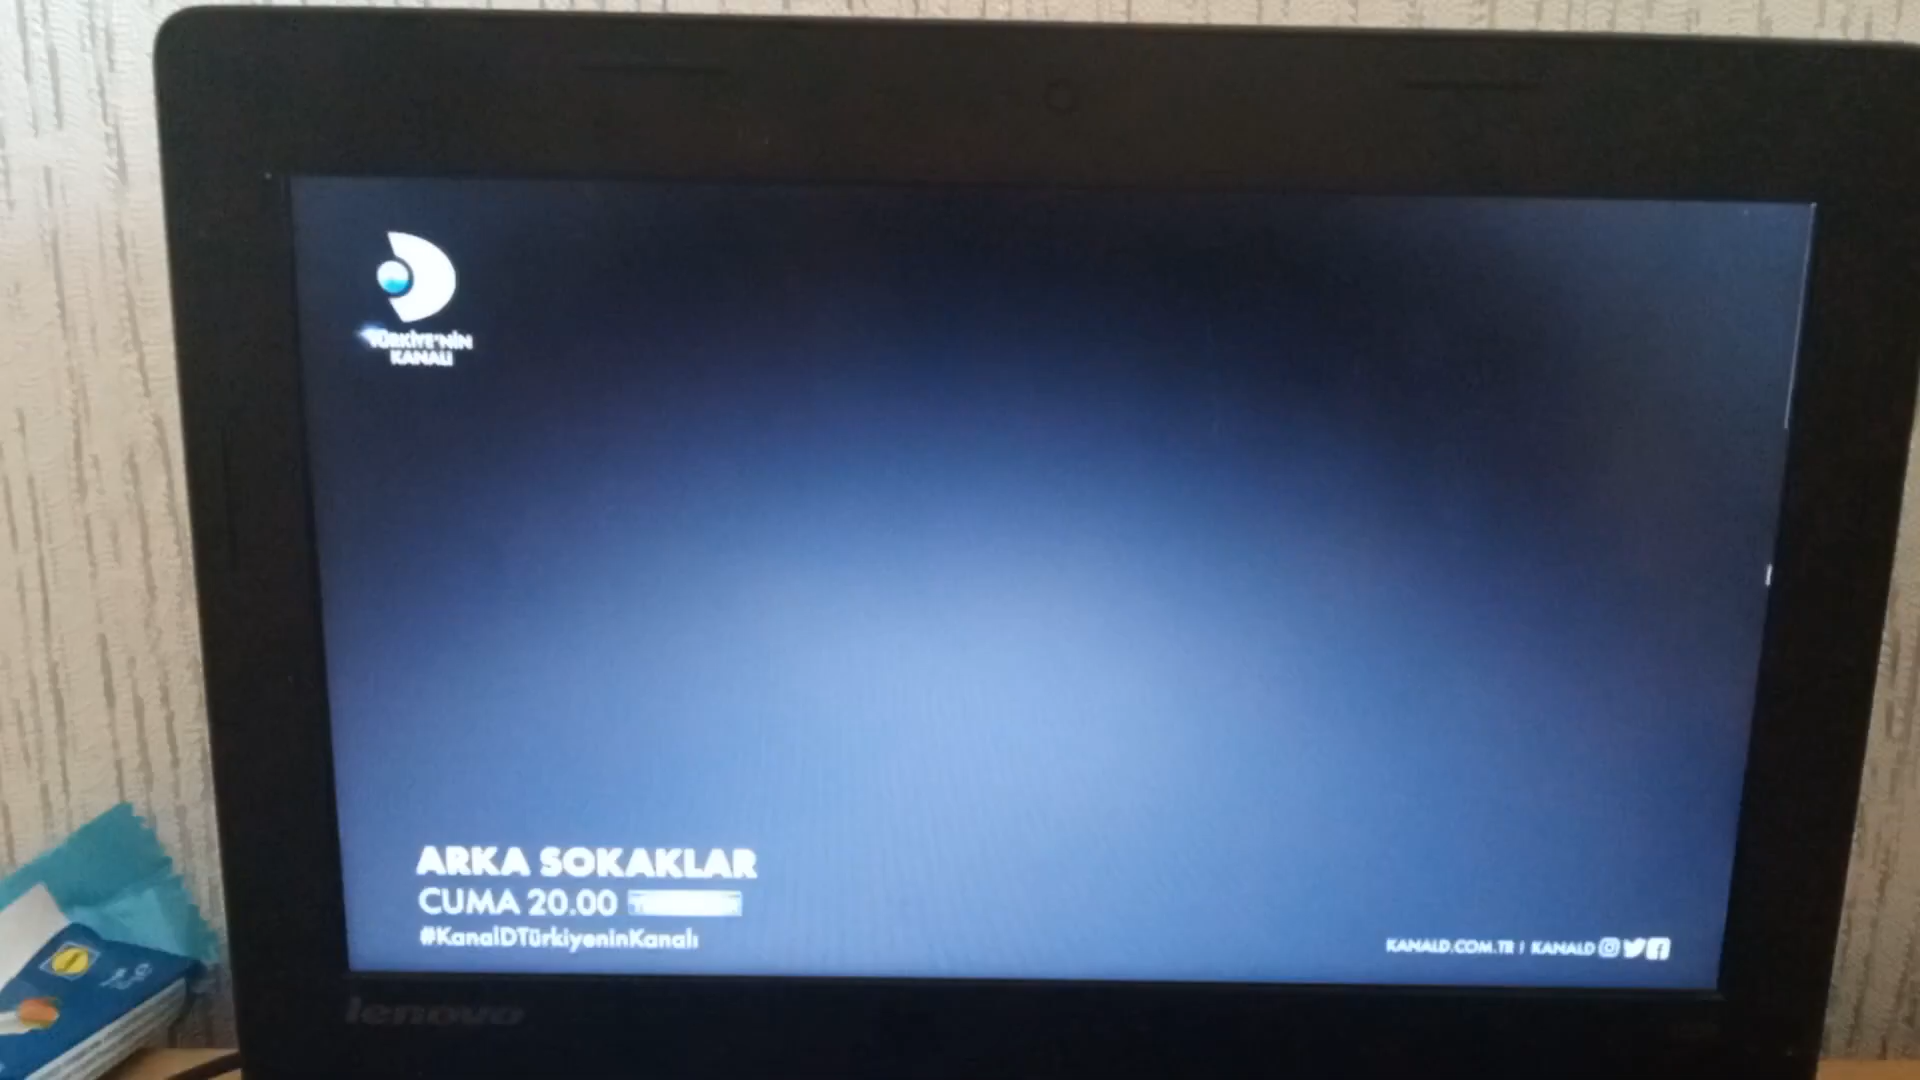 TÜRKİYE'NİN
KANALI
ARKA SOKAKLAR
CUMA 20.00
#KanalDTürkiyeninKanalı
KANALD.COM.TR | KANALD
lenovo